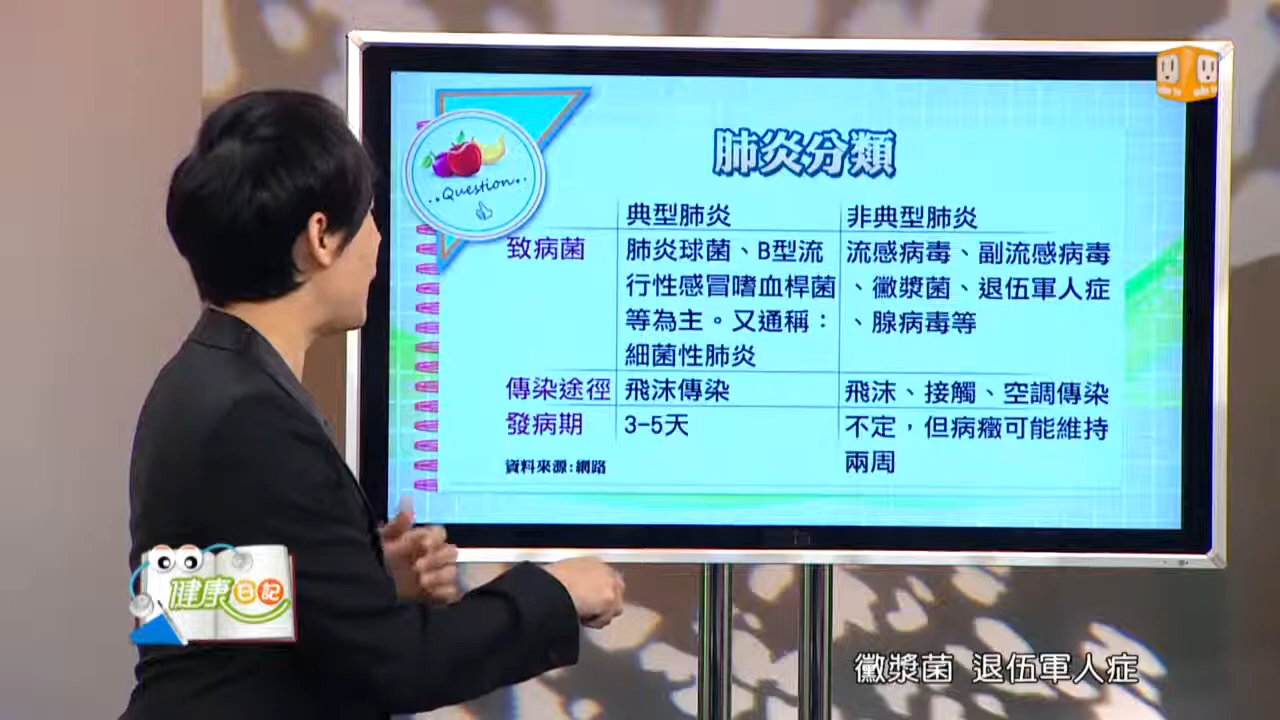 肺炎分類
..Question..
典型肺炎 非典型肺炎
致病菌 肺炎球菌、B型流 流感病毒、副流感病毒
行性感冒嗜血桿菌 、黴漿菌、退伍軍人症
等為主。又通稱： 、腺病毒等
細菌性肺炎
傳染途徑 飛沫傳染 飛沫、接觸、空調傳染
發病期 3-5天 不定，但病癥可能維持
兩周
資料來源:網路
健康日記
黴漿菌 退伍軍人症